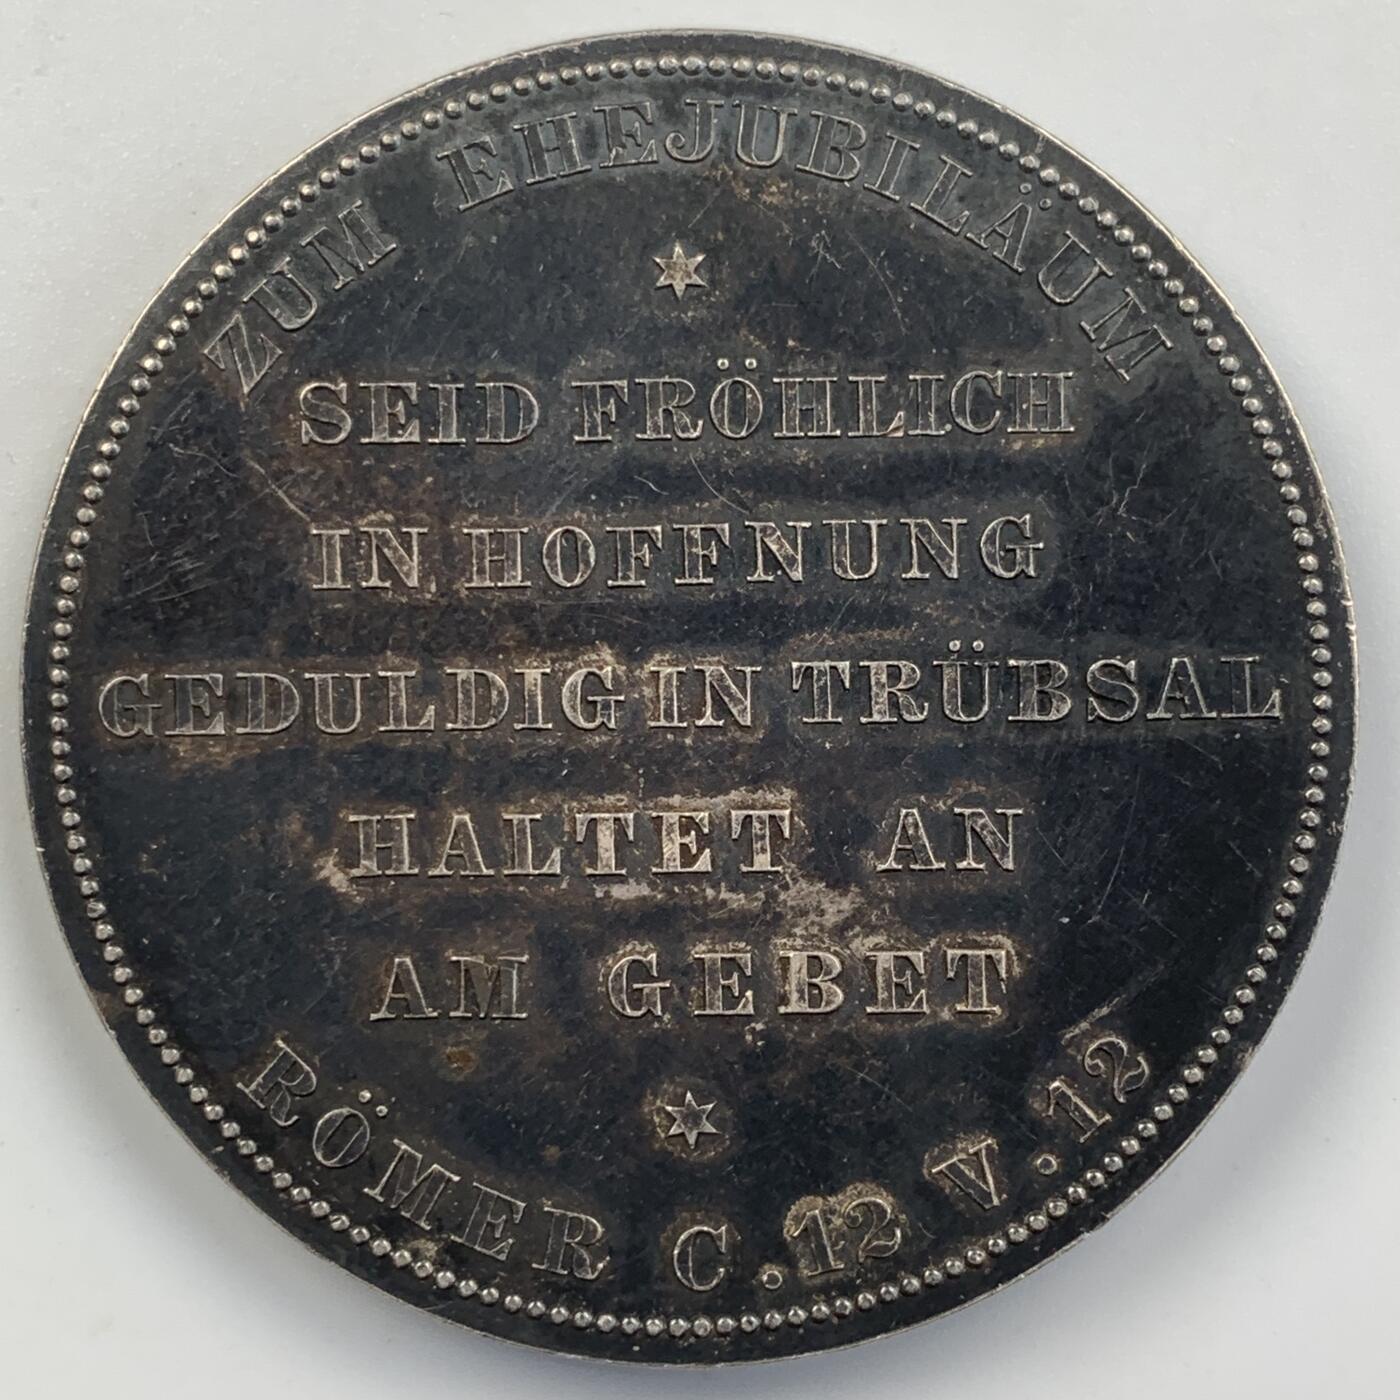 ZUM EHEJUBILÄUM
SEID FRÖHLICH
IN HOFFNUNG
GEDULDIG IN TRÜBSAL
HALTET AN
AM GEBET
RÖMER C. 12 V. 12